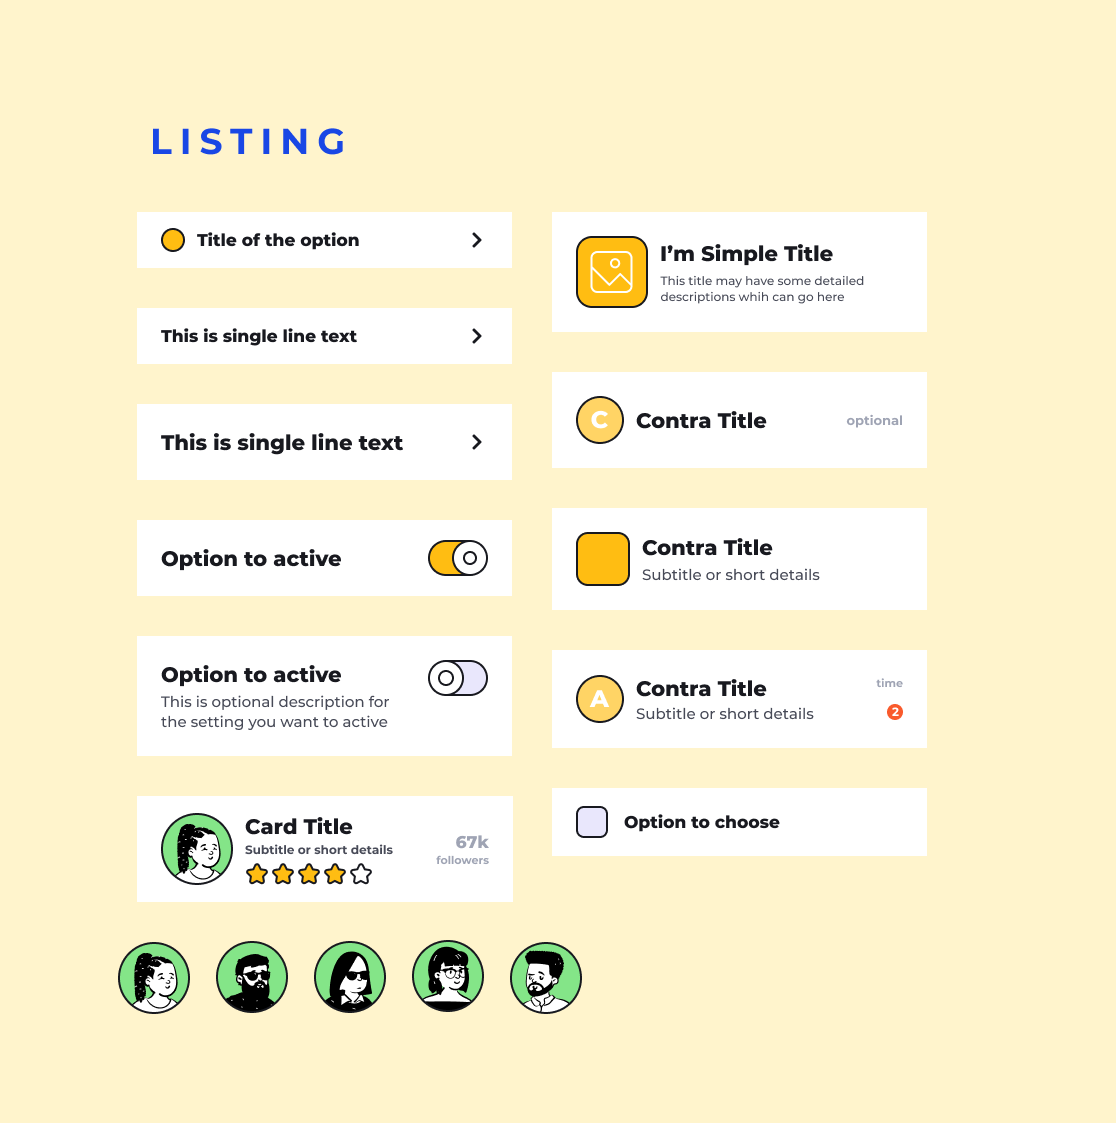 LISTING
Title of the option
This is single line text
This is single line text
Option to active
Option to active
This is optional description for
the setting you want to active
Card Title
Subtitle or short details
67k
followers
I’m Simple Title
This title may have some detailed
descriptions whih can go here
C
Contra Title
optional
Contra Title
Subtitle or short details
A
Contra Title
Subtitle or short details
time
2
Option to choose